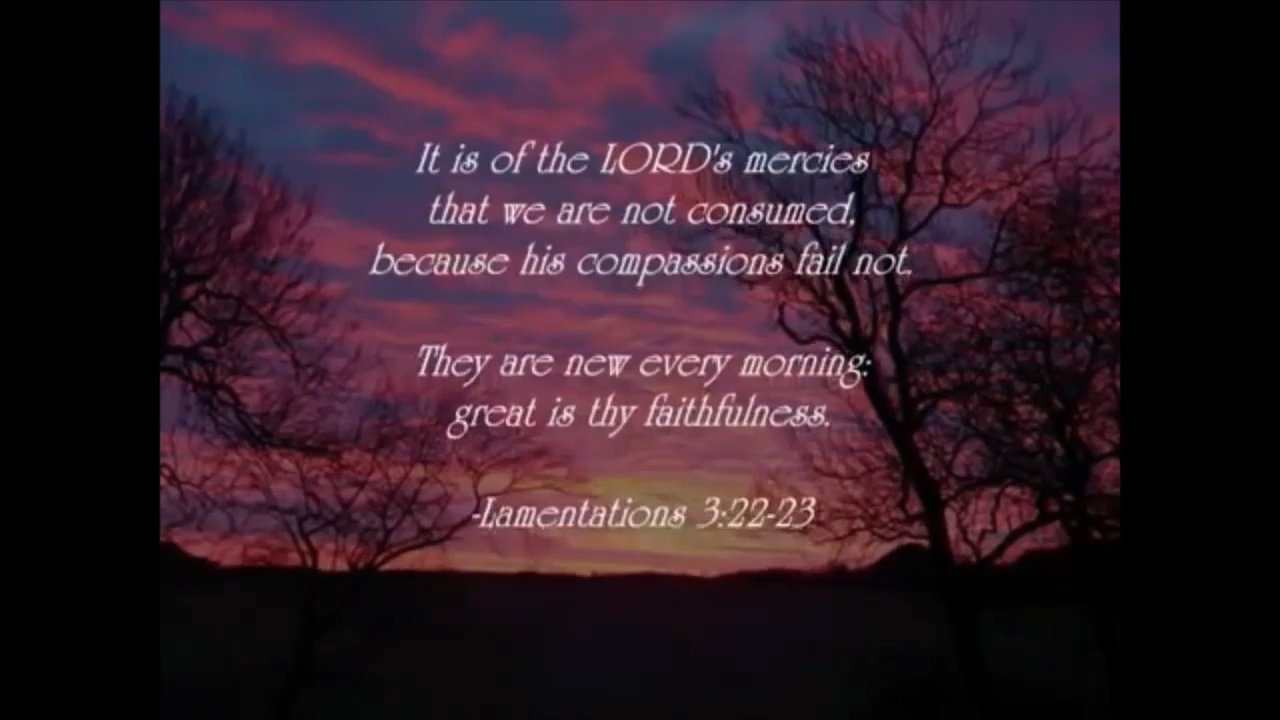 It is of the LORD's mercies
that we are not consumed,
because his compassions fail not.
They are new every morning:
great is thy faithfulness.
-Lamentations 3:22-23